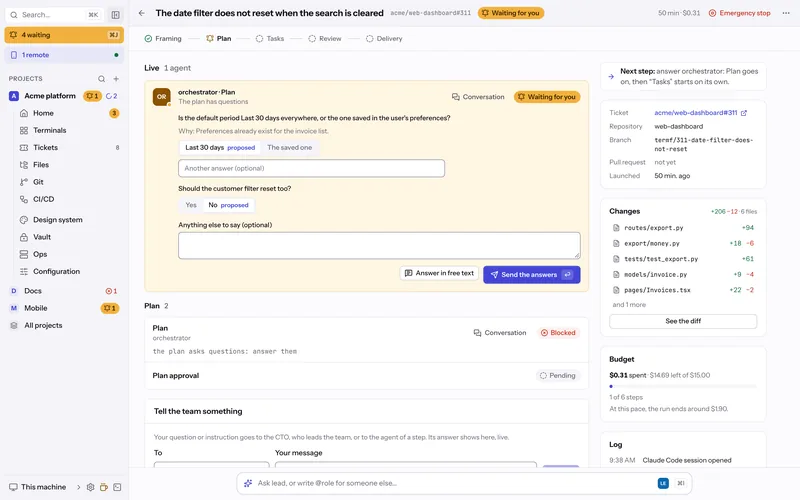 Search... ⌘K
4 waiting ⌘J
1 remote
PROJECTS
A Acme platform 1 2
Home 3
Terminals
Tickets 8
Files
Git
CI/CD
Design system
Vault
Ops
Configuration
D Docs 1
M Mobile 1
All projects
This machine
The date filter does not reset when the search is cleared acme/web-dashboard#311 Waiting for you
50 min · $0.31 Emergency stop
Framing Plan Tasks Review Delivery
Live 1 agent
OR
orchestrator · Plan
The plan has questions
Conversation Waiting for you
Is the default period Last 30 days everywhere, or the one saved in the user's preferences?
Why: Preferences already exist for the invoice list.
Last 30 days proposed The saved one
Another answer (optional)
Should the customer filter reset too?
Yes No proposed
Anything else to say (optional)
Answer in free text Send the answers
Plan 2
Plan
orchestrator
Conversation Blocked
the plan asks questions: answer them
Plan approval Pending
Tell the team something
Your question or instruction goes to the CTO, who leads the team, or to the agent of a step. Its answer shows here, live.
To Your message
Ask lead, or write @role for someone else... LE ⌘I
Next step: answer orchestrator: Plan goes
on, then "Tasks" starts on its own.
Ticket acme/web-dashboard#311
Repository web-dashboard
Branch termf/311-date-filter-does-
not-reset
Pull request not yet
Launched 50 min. ago
Changes +206 −12 · 6 files
routes/export.py +94
export/money.py +18 −6
tests/test_export.py +61
models/invoice.py +9 −4
pages/Invoices.tsx +22 −2
and 1 more
See the diff
Budget
$0.31 spent · $14.69 left of $15.00
1 of 6 steps
At this pace, the run ends around $1.90.
Log
9:38 AM Claude Code session opened